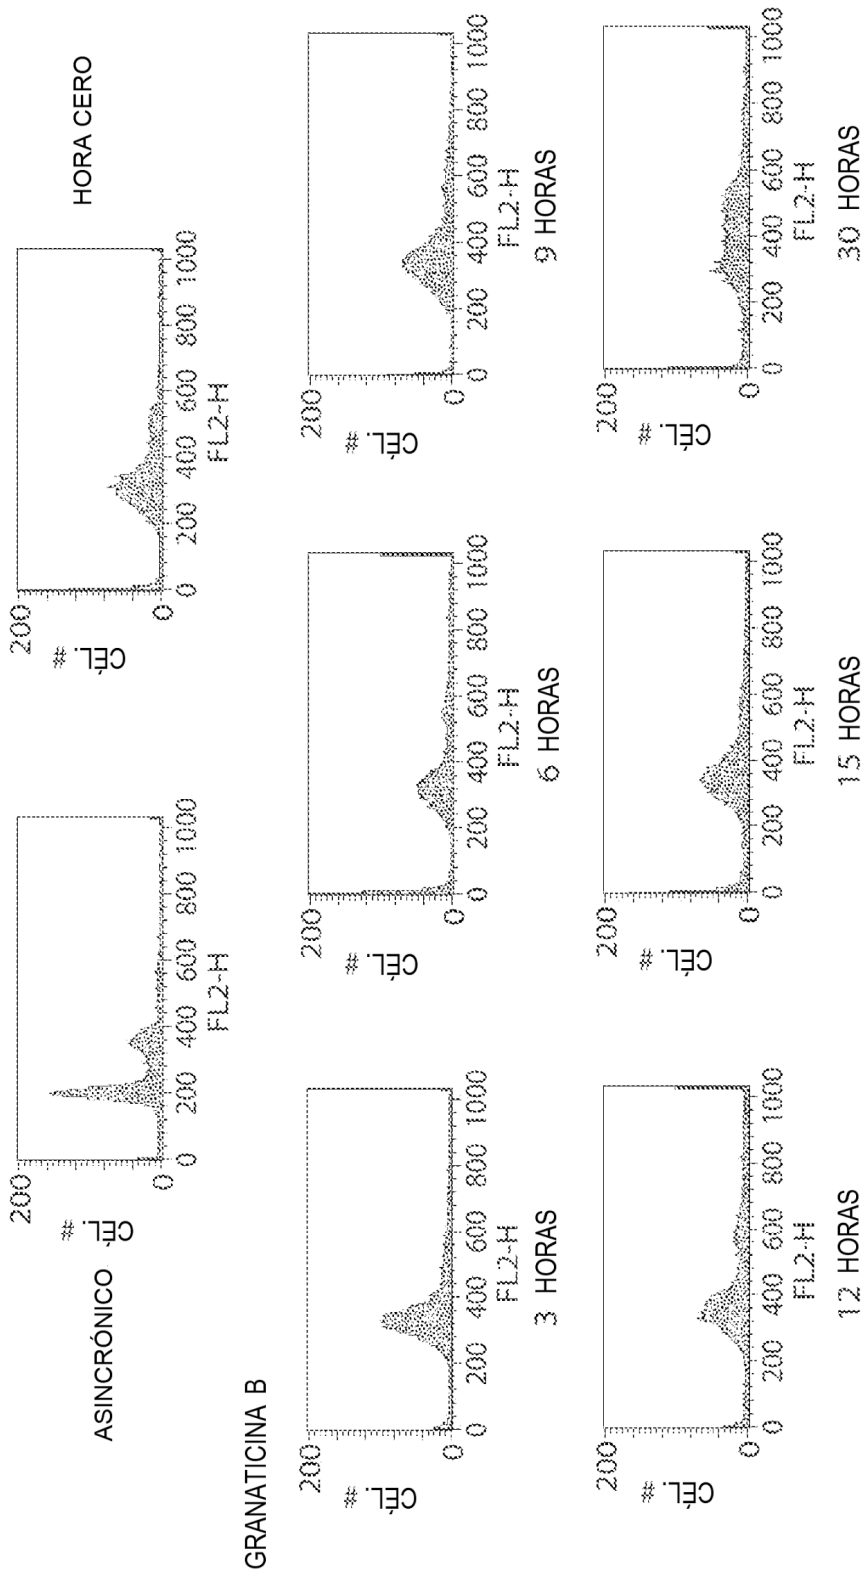 ASINCRÓNICO
CÉL. #
200
0
0 200 400 600 800 1000
FL2-H
HORA CERO
CÉL. #
200
0
0 200 400 600 800 1000
FL2-H
GRANATICINA B
CÉL. #
200
0
0 200 400 600 800 1000
FL2-H
3 HORAS
CÉL. #
200
0
0 200 400 600 800 1000
FL2-H
6 HORAS
CÉL. #
200
0
0 200 400 600 800 1000
FL2-H
9 HORAS
CÉL. #
200
0
0 200 400 600 800 1000
FL2-H
12 HORAS
CÉL. #
200
0
0 200 400 600 800 1000
FL2-H
15 HORAS
CÉL. #
200
0
0 200 400 600 800 1000
FL2-H
30 HORAS